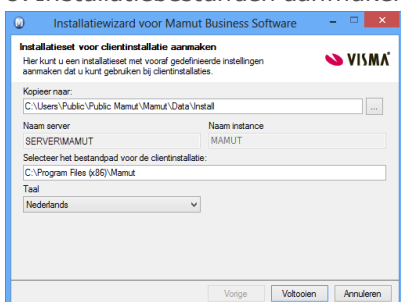 Installatiebestanden aanmaken
Installatiewizard voor Mamut Business Software
Installatieset voor clientinstallatie aanmaken
Hier kunt u een installatieset met vooraf gedefinieerde instellingen
aanmaken dat u kunt gebruiken bij clientinstallaties.
VISMA
Kopieer naar:
C:\Users\Public\Public Mamut\Mamut\Data\Install
...
Naam server
Naam instance
SERVER\MAMUT
MAMUT
Selecteer het bestandpad voor de clientinstallatie:
C:\Program Files (x86)\Mamut
Taal
Nederlands
Vorige
Voltooien
Annuleren